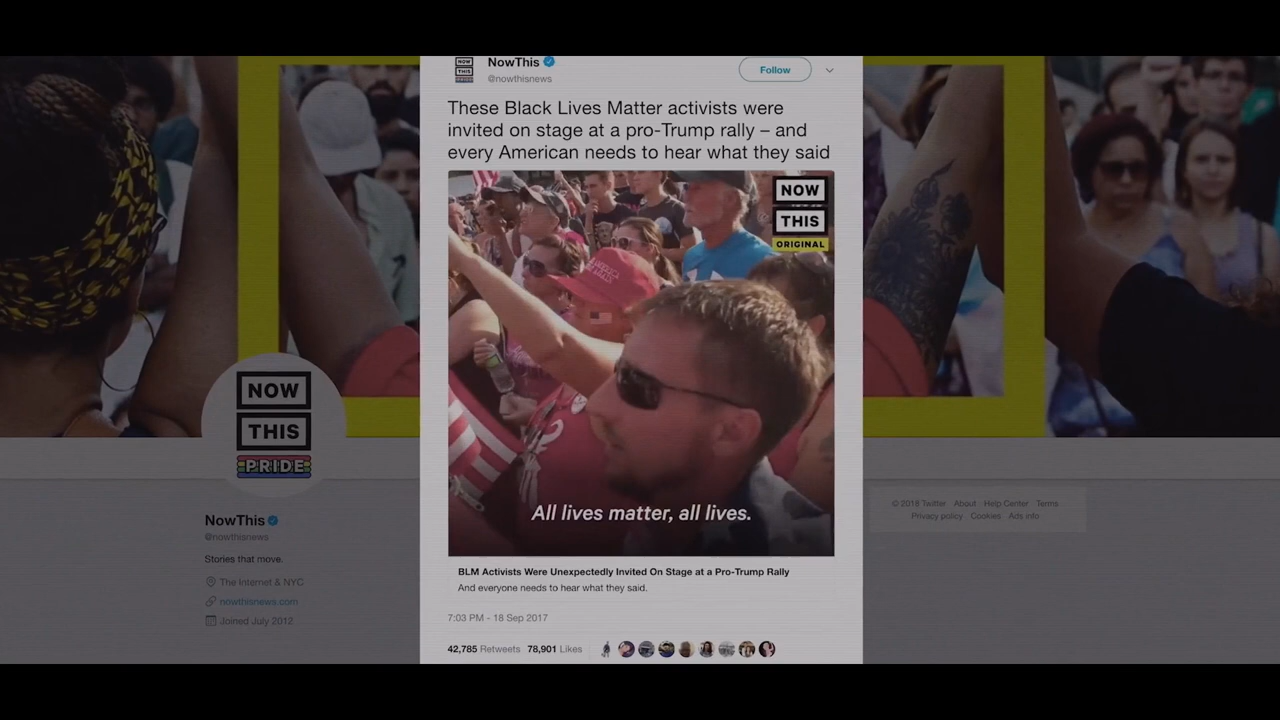 NOW
THIS
PRIDE
NowThis
@nowthisnews
Stories that move.
The Internet & NYC
nowthisnews.com
Joined July 2012
NOW
THIS
NowThis
@nowthisnews
Follow
These Black Lives Matter activists were
invited on stage at a pro-Trump rally – and
every American needs to hear what they said
NOW
THIS
ORIGINAL
All lives matter, all lives.
BLM Activists Were Unexpectedly Invited On Stage at a Pro-Trump Rally
And everyone needs to hear what they said.
7:03 PM - 18 Sep 2017
42,785 Retweets 78,901 Likes
© 2018 Twitter About Help Center Terms
Privacy policy Cookies Ads info